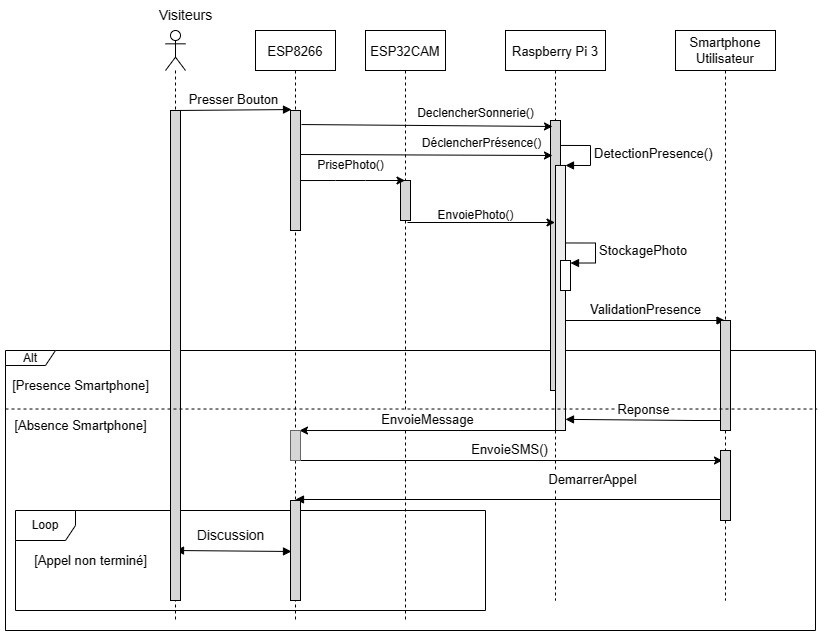 Visiteurs
ESP8266
ESP32CAM
Raspberry Pi 3
Smartphone
Utilisateur
Presser Bouton
DeclencherSonnerie()
DéclencherPrésence()
DetectionPresence()
PrisePhoto()
EnvoiePhoto()
StockagePhoto
ValidationPresence
Alt
[Presence Smartphone]
Reponse
[Absence Smartphone]
EnvoieMessage
EnvoieSMS()
DemarrerAppel
Loop
Discussion
[Appel non terminé]